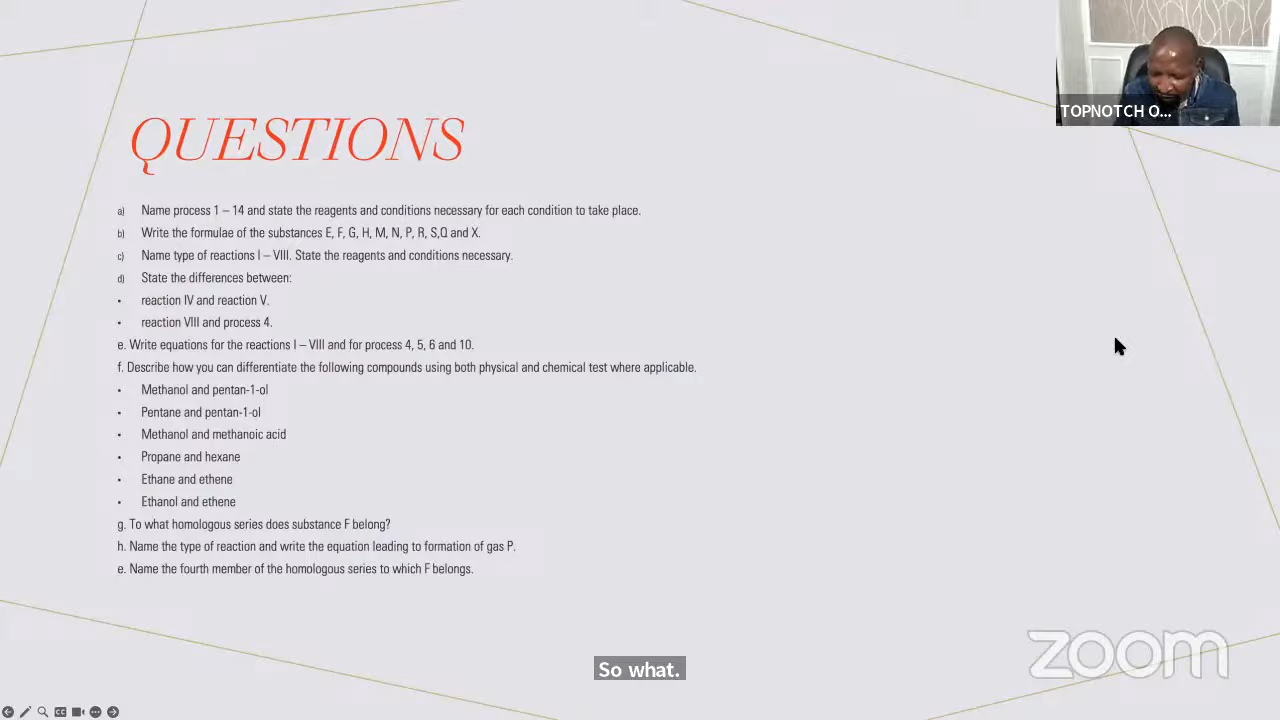 TOPNOTCH O...
QUESTIONS
a) Name process 1 – 14 and state the reagents and conditions necessary for each condition to take place.
b) Write the formulae of the substances E, F, G, H, M, N, P, R, S,Q and X.
c) Name type of reactions I – VIII. State the reagents and conditions necessary.
d) State the differences between:
• reaction IV and reaction V.
• reaction VIII and process 4.
e. Write equations for the reactions I – VIII and for process 4, 5, 6 and 10.
f. Describe how you can differentiate the following compounds using both physical and chemical test where applicable.
• Methanol and pentan-1-ol
• Pentane and pentan-1-ol
• Methanol and methanoic acid
• Propane and hexane
• Ethane and ethene
• Ethanol and ethene
g. To what homologous series does substance F belong?
h. Name the type of reaction and write the equation leading to formation of gas P.
e. Name the fourth member of the homologous series to which F belongs.
zoom
So what.
CC